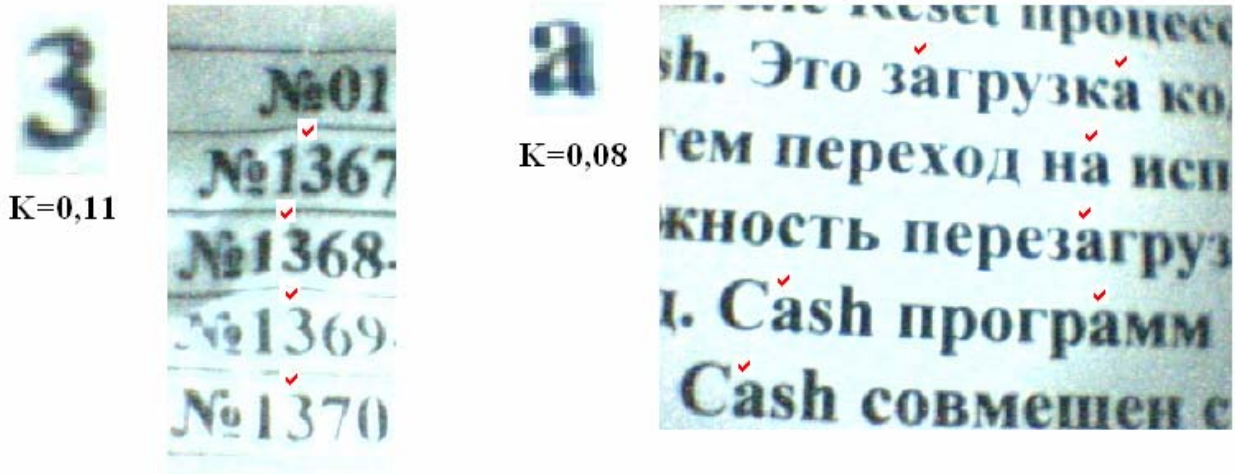 3
K=0,11
№01
№1367
№1368-
№1369
№1370
а
K=0,08
Reset процесс
sh. Это загрузка ко
тем переход на исп
жность перезагруз
д. Cash программ
Cash совмещен с